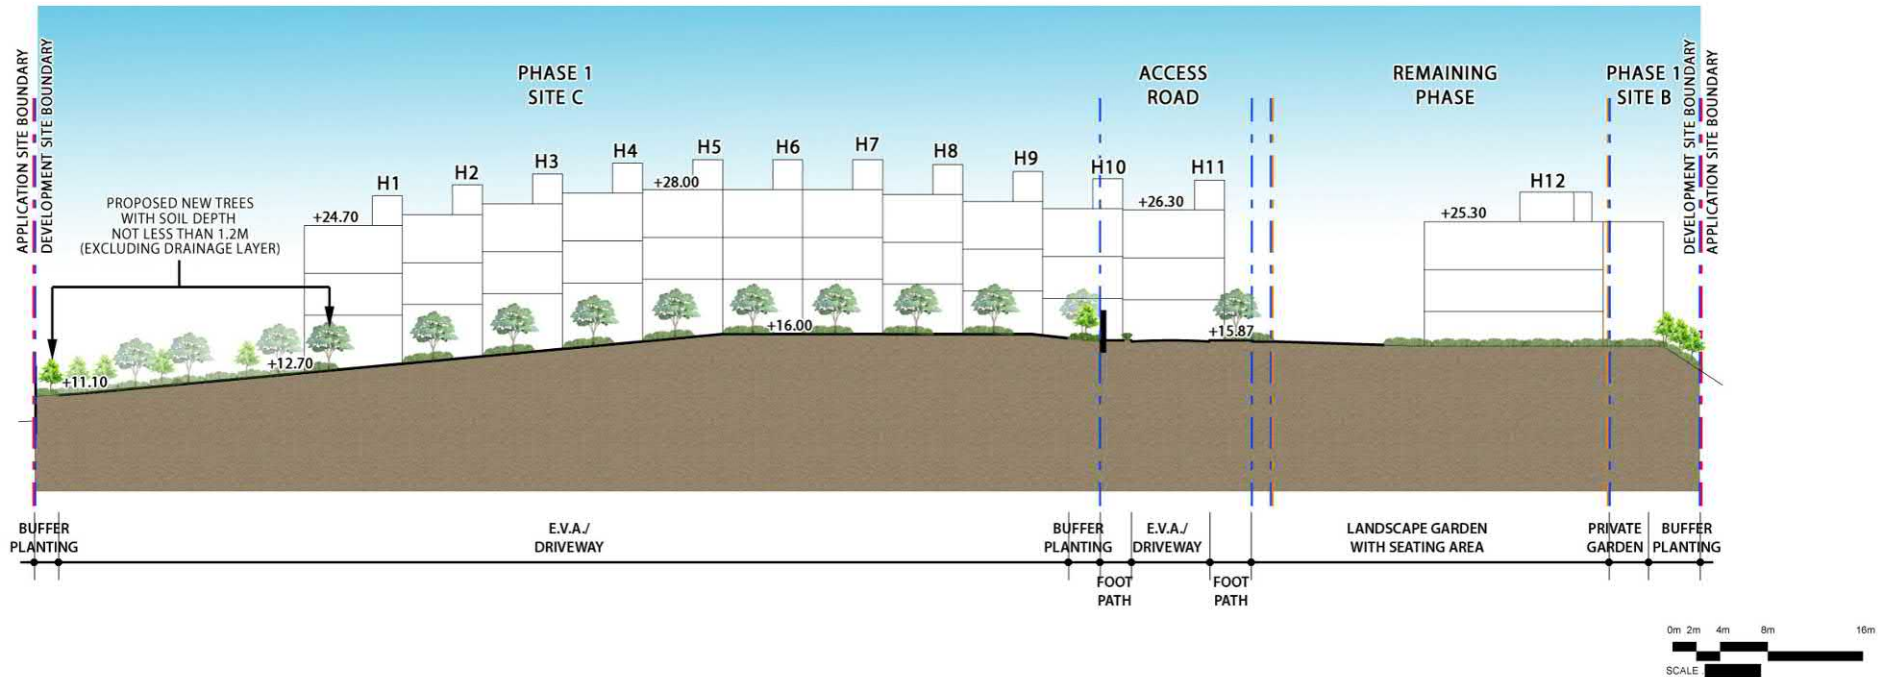 APPLICATION SITE BOUNDARY
DEVELOPMENT SITE BOUNDARY
PHASE 1
SITE C
ACCESS
ROAD
REMAINING
PHASE
PHASE 1
SITE B
DEVELOPMENT SITE BOUNDARY
APPLICATION SITE BOUNDARY
PROPOSED NEW TREES
WITH SOIL DEPTH
NOT LESS THAN 1.2M
(EXCLUDING DRAINAGE LAYER)
H1
H2
H3
H4
H5
H6
H7
H8
H9
H10
H11
H12
+24.70
+28.00
+26.30
+25.30
+11.10
+12.70
+16.00
+15.87
BUFFER
PLANTING
E.V.A./
DRIVEWAY
BUFFER
PLANTING
FOOT
PATH
E.V.A./
DRIVEWAY
FOOT
PATH
LANDSCAPE GARDEN
WITH SEATING AREA
PRIVATE
GARDEN
BUFFER
PLANTING
0m 2m 4m 8m 16m
SCALE